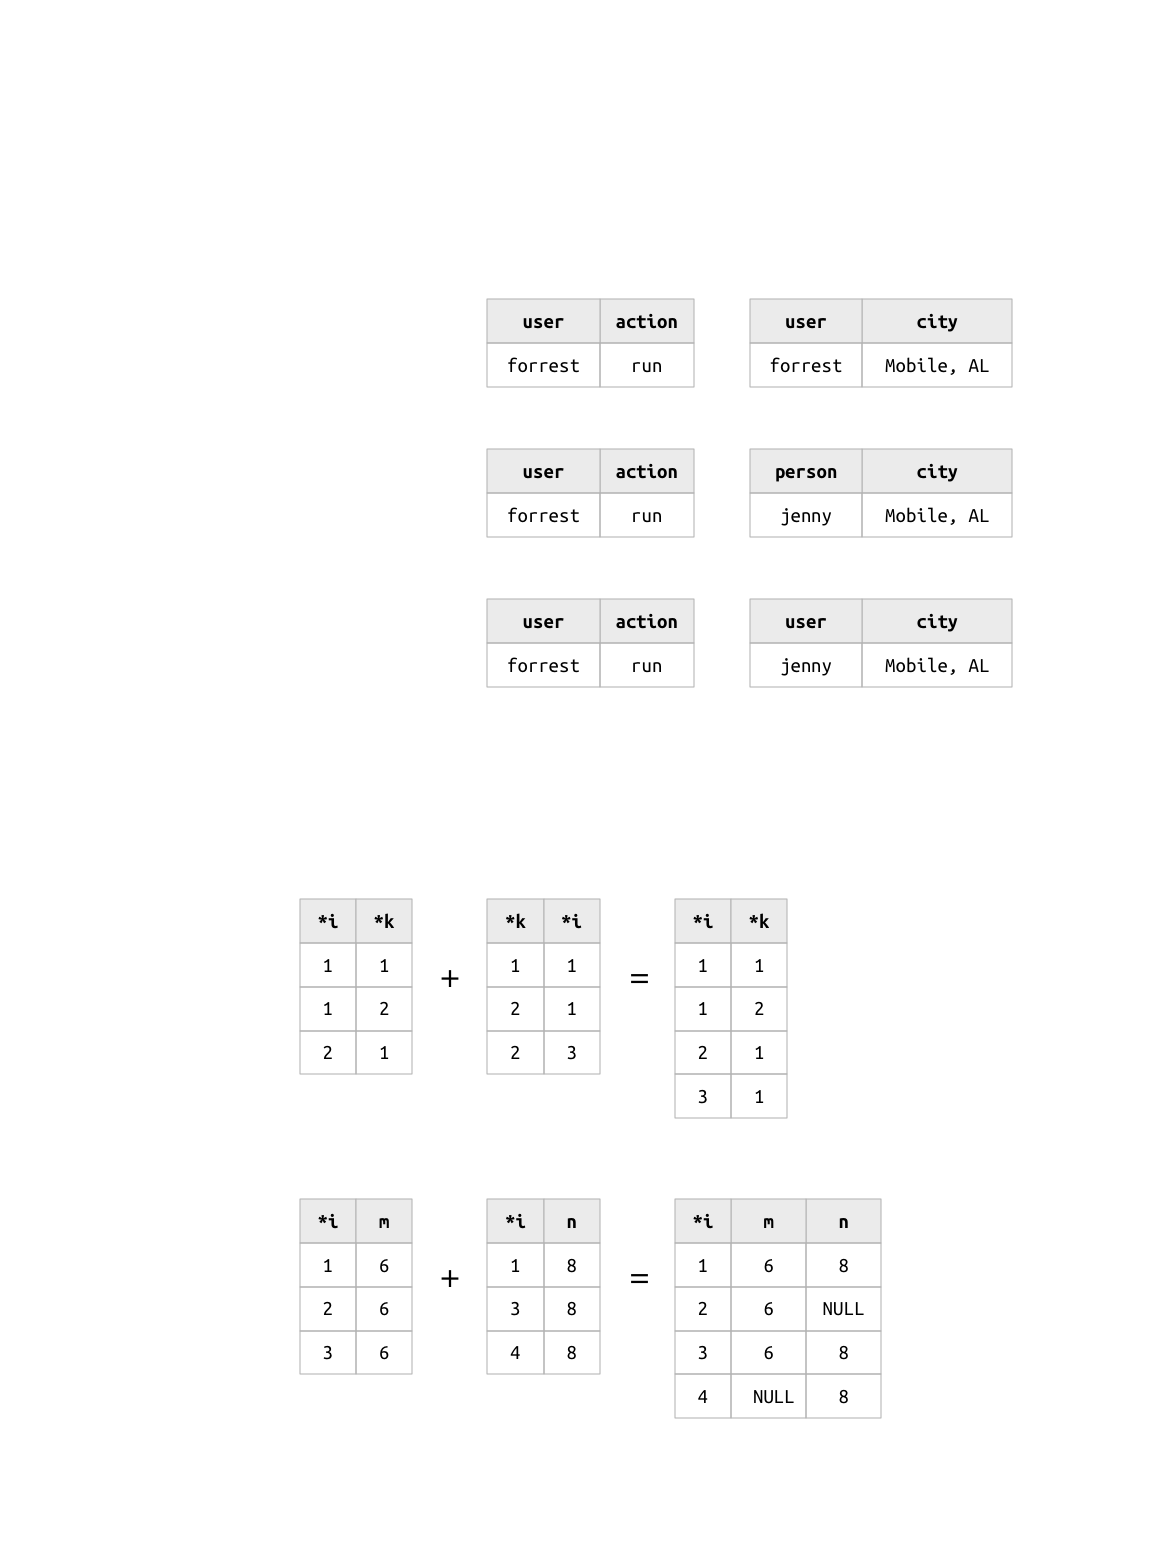 user action user city
forrest run forrest Mobile, AL
user action person city
forrest run jenny Mobile, AL
user action user city
forrest run jenny Mobile, AL
*i *k *k *i *i *k
1 1 1 1 1 1
+ =
1 2 2 1 1 2
2 1 2 3 2 1
3 1
*i m *i n *i m n
1 6 1 8 1 6 8
+ =
2 6 3 8 2 6 NULL
3 6 4 8 3 6 8
4 NULL 8